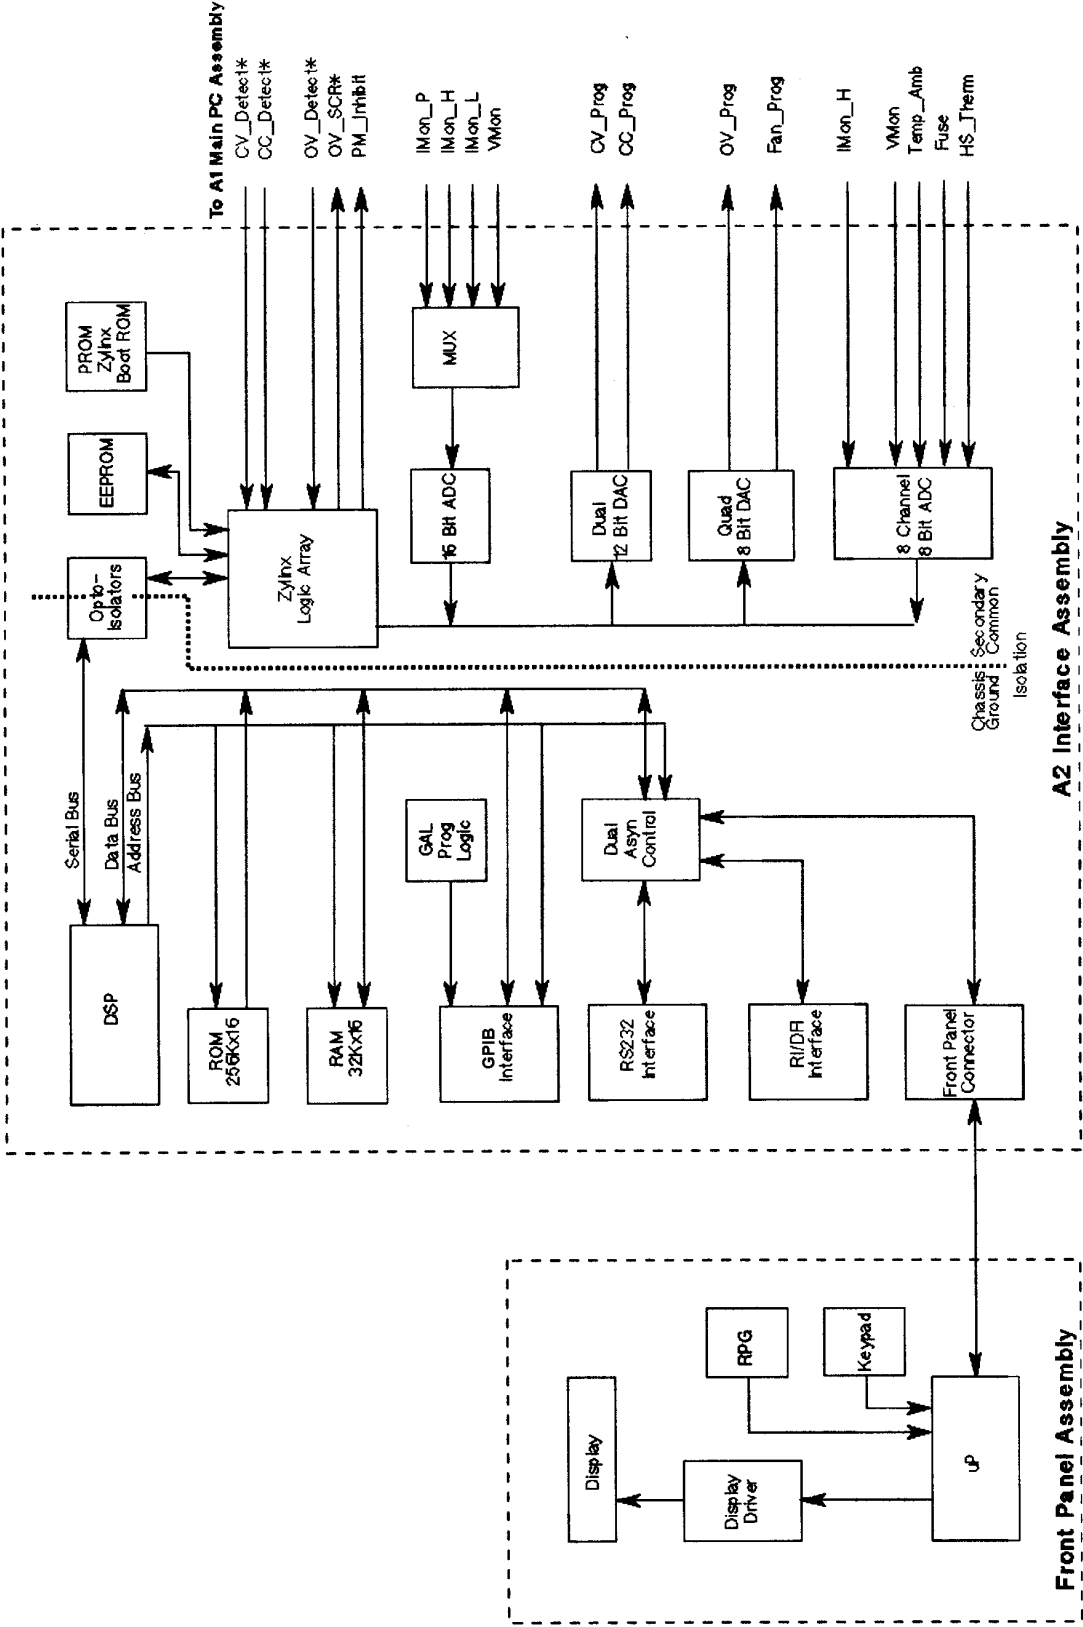 To A1 Main PC Assembly
CV_Detect*
CC_Detect*
OV_Detect*
OV_SCR*
PM_Inhibit
IMon_P
IMon_H
IMon_L
VMon
CV_Prog
CC_Prog
OV_Prog
Fan_Prog
IMon_H
VMon
Temp_Amb
Fuse
HS_Therm
PROM
Zylinx
Boot ROM
EEPROM
Opto-
Isolators
Zylinx
Logic Array
MUX
16 Bit ADC
Dual
12 Bit DAC
Quad
8 Bit DAC
8 Channel
8 Bit ADC
Secondary
Common
Chassis
Ground
Isolation
A2 Interface Assembly
Serial Bus
Data Bus
Address Bus
GAL
Prog
Logic
Dual
Asyn
Control
DSP
ROM
256Kx16
RAM
32Kx16
GPIB
Interface
RS232
Interface
RI/DFI
Interface
Front Panel
Connector
RPG
Keypad
Display
Display
Driver
uP
Front Panel Assembly